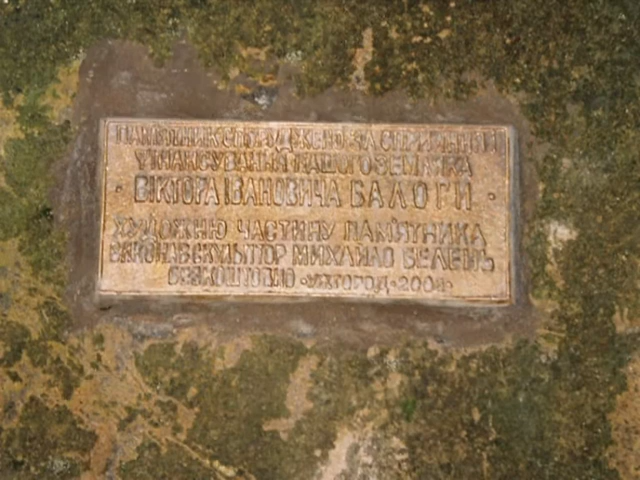 ПАМ'ЯТНИК СПОРУДЖЕНО ЗА СПРИЯННЯ І
ФІНАНСУВАННЯ НАШОГО ЗЕМЛЯКА
· ВІКТОРА ІВАНОВИЧА БАЛОГИ ·
ХУДОЖНЮ ЧАСТИНУ ПАМ'ЯТНИКА
ВИКОНАВ СКУЛЬПТОР МИХАЙЛО БЕЛЕНЬ
БЕЗКОШТОВНО · УЖГОРОД · 2004 ·